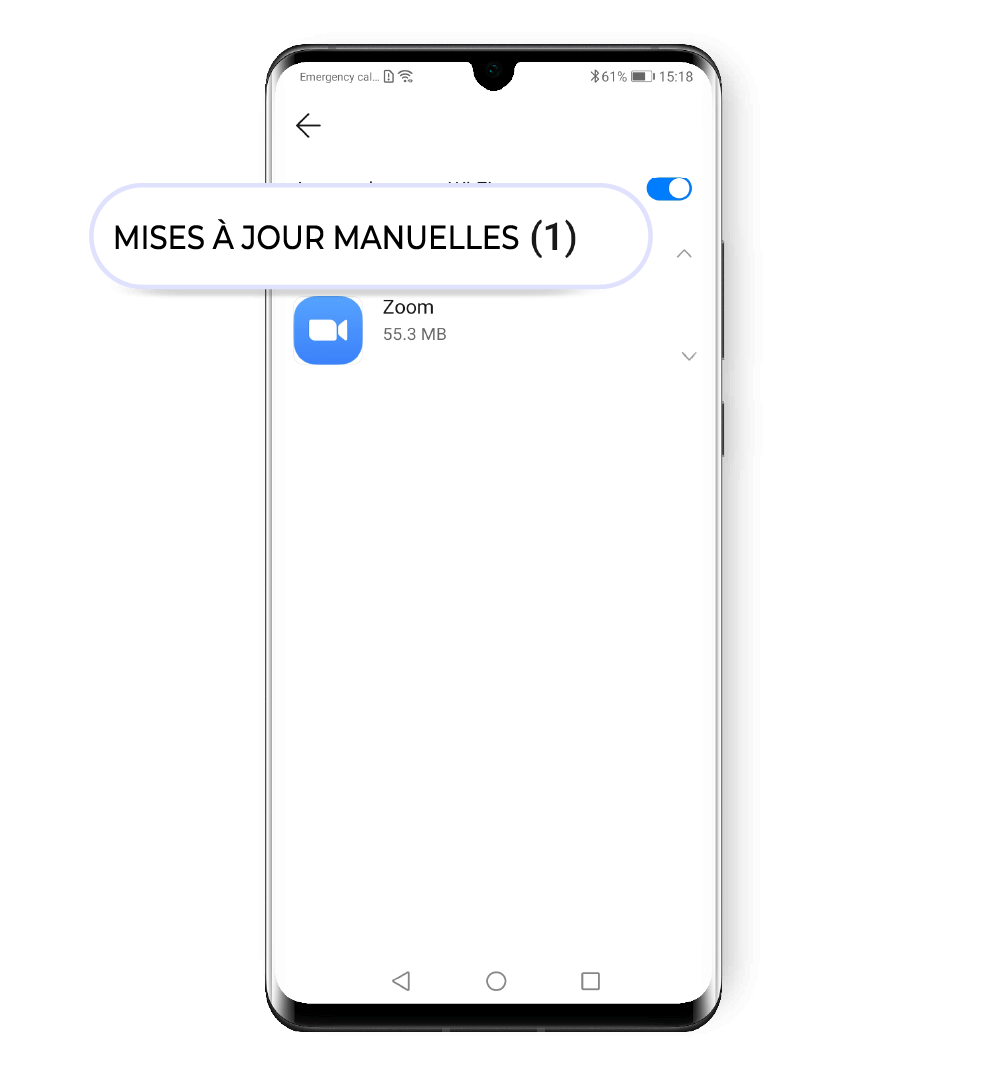 Emergency cal... 61% 15:18
MISES À JOUR MANUELLES (1)
Zoom
55.3 MB